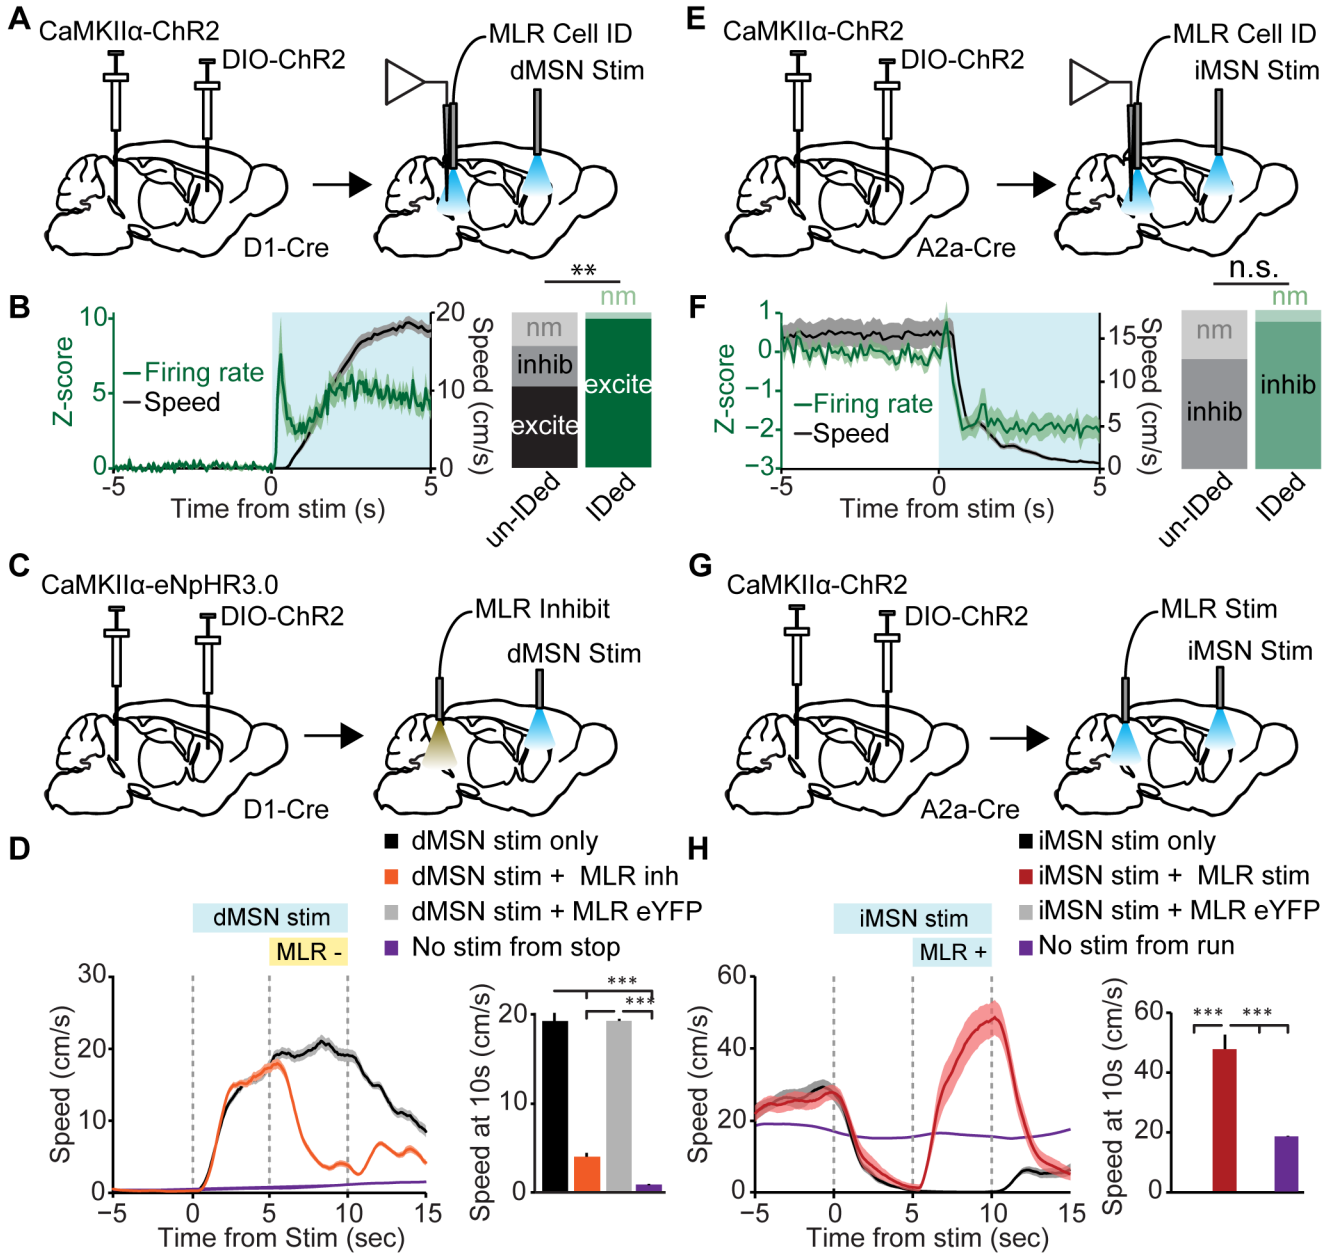 A
CaMKIIα-ChR2
DIO-ChR2
D1-Cre
MLR Cell ID
dMSN Stim
E
CaMKIIα-ChR2
DIO-ChR2
A2a-Cre
MLR Cell ID
iMSN Stim
B
10
5
0
Z-score
Firing rate
Speed
20
10
0
Speed (cm/s)
-5
0
5
Time from stim (s)
**
nm
nm
inhib
excite
excite
un-IDed
IDed
F
1
0
−1
−2
−3
Z-score
Firing rate
Speed
15
10
5
0
Speed (cm/s)
-5
0
5
Time from stim (s)
n.s.
nm
nm
inhib
inhib
un-IDed
IDed
C
CaMKIIα-eNpHR3.0
DIO-ChR2
D1-Cre
MLR Inhibit
dMSN Stim
G
CaMKIIα-ChR2
DIO-ChR2
A2a-Cre
MLR Stim
iMSN Stim
D
dMSN stim only
dMSN stim + MLR inh
dMSN stim + MLR eYFP
No stim from stop
dMSN stim
MLR -
30
20
10
0
Speed (cm/s)
−5
0
5
10
15
Time from Stim (sec)
20
10
0
Speed at 10s (cm/s)
***
***
H
iMSN stim only
iMSN stim + MLR stim
iMSN stim + MLR eYFP
No stim from run
iMSN stim
MLR +
60
40
20
0
Speed (cm/s)
−5
0
5
10
15
Time from stim (sec)
60
40
20
0
Speed at 10s (cm/s)
***
***